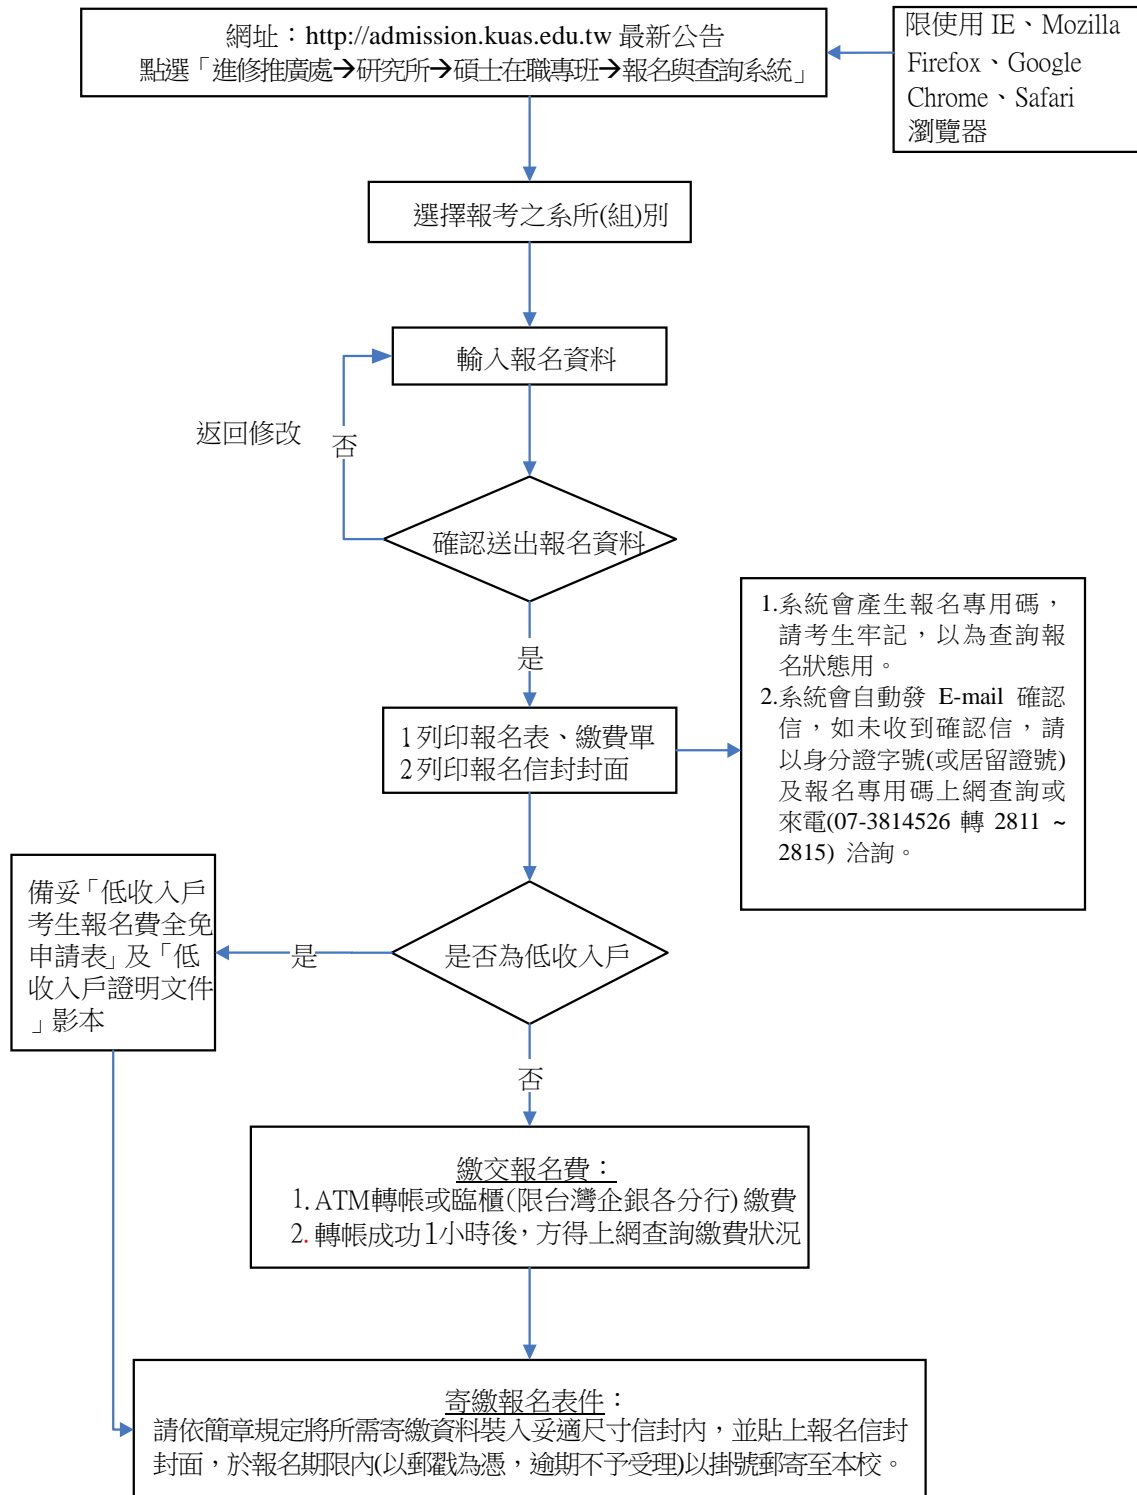 網址：http://admission.kuas.edu.tw 最新公告
點選「進修推廣處→研究所→碩士在職專班→報名與查詢系統」
限使用 IE、Mozilla
Firefox、Google
Chrome、Safari
瀏覽器
選擇報考之系所(組)別
輸入報名資料
返回修改
否
確認送出報名資料
是
1.系統會產生報名專用碼，
請考生牢記，以為查詢報
名狀態用。
2.系統會自動發 E-mail 確認
信，如未收到確認信，請
以身分證字號(或居留證號)
及報名專用碼上網查詢或
來電(07-3814526 轉 2811 ~
2815) 洽詢。
1.列印報名表、繳費單
2.列印報名信封封面
備妥「低收入戶
考生報名費全免
申請表」及「低
收入戶證明文件
」影本
是
是否為低收入戶
否
繳交報名費：
1. ATM轉帳或臨櫃(限台灣企銀各分行) 繳費
2. 轉帳成功1小時後，方得上網查詢繳費狀況
寄繳報名表件：
請依簡章規定將所需寄繳資料裝入妥適尺寸信封內，並貼上報名信封
封面，於報名期限內(以郵戳為憑，逾期不予受理)以掛號郵寄至本校。